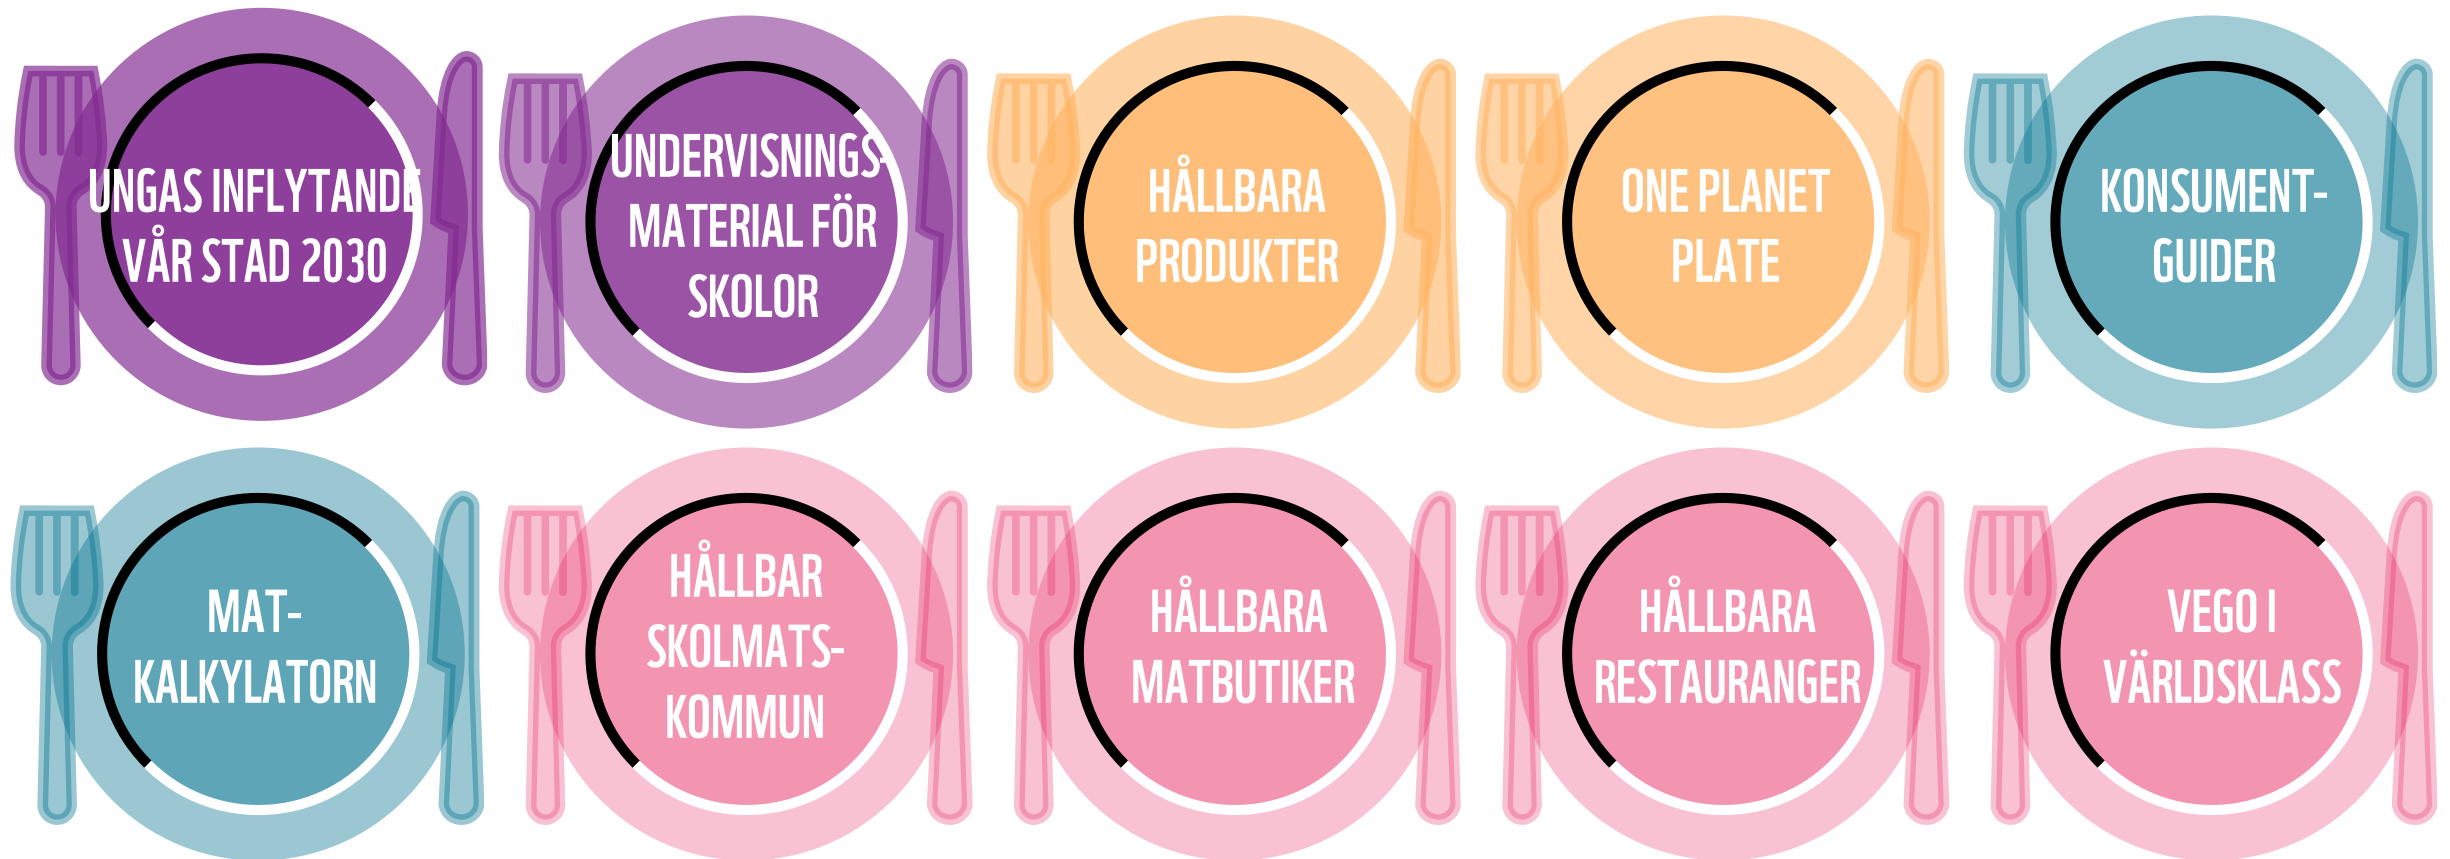 UNGAS INFLYTANDE
VÅR STAD 2030
UNDERVISNINGS-
MATERIAL FÖR
SKOLOR
HÅLLBARA
PRODUKTER
ONE PLANET
PLATE
KONSUMENT-
GUIDER
MAT-
KALKYLATORN
HÅLLBAR
SKOLMATS-
KOMMUN
HÅLLBARA
MATBUTIKER
HÅLLBARA
RESTAURANGER
VEGO I
VÄRLDSKLASS